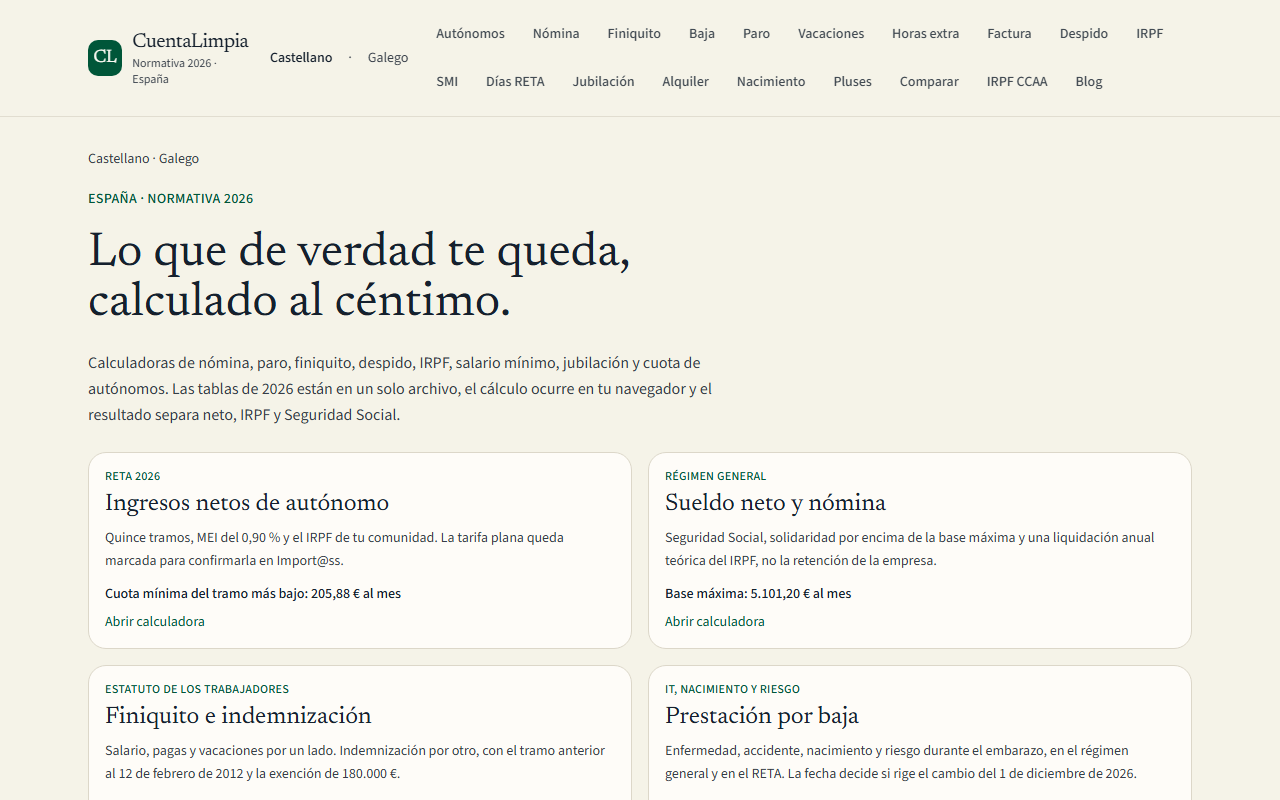 CL
CuentaLimpia
Normativa 2026 ·
España
Castellano · Galego
Autónomos Nómina Finiquito Baja Paro Vacaciones Horas extra Factura Despido IRPF
SMI Días RETA Jubilación Alquiler Nacimiento Pluses Comparar IRPF CCAA Blog
Castellano · Galego
ESPAÑA · NORMATIVA 2026
Lo que de verdad te queda,
calculado al céntimo.
Calculadoras de nómina, paro, finiquito, despido, IRPF, salario mínimo, jubilación y cuota de
autónomos. Las tablas de 2026 están en un solo archivo, el cálculo ocurre en tu navegador y el
resultado separa neto, IRPF y Seguridad Social.
RETA 2026
Ingresos netos de autónomo
Quince tramos, MEI del 0,90 % y el IRPF de tu comunidad. La tarifa plana queda
marcada para confirmarla en Import@ss.
Cuota mínima del tramo más bajo: 205,88 € al mes
Abrir calculadora
RÉGIMEN GENERAL
Sueldo neto y nómina
Seguridad Social, solidaridad por encima de la base máxima y una liquidación anual
teórica del IRPF, no la retención de la empresa.
Base máxima: 5.101,20 € al mes
Abrir calculadora
ESTATUTO DE LOS TRABAJADORES
Finiquito e indemnización
Salario, pagas y vacaciones por un lado. Indemnización por otro, con el tramo anterior
al 12 de febrero de 2012 y la exención de 180.000 €.
IT, NACIMIENTO Y RIESGO
Prestación por baja
Enfermedad, accidente, nacimiento y riesgo durante el embarazo, en el régimen
general y en el RETA. La fecha decide si rige el cambio del 1 de diciembre de 2026.